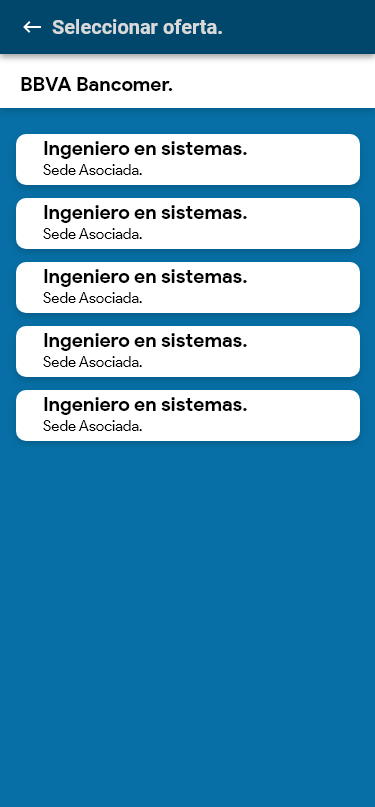 Seleccionar oferta.
BBVA Bancomer.
Ingeniero en sistemas.
Sede Asociada.
Ingeniero en sistemas.
Sede Asociada.
Ingeniero en sistemas.
Sede Asociada.
Ingeniero en sistemas.
Sede Asociada.
Ingeniero en sistemas.
Sede Asociada.